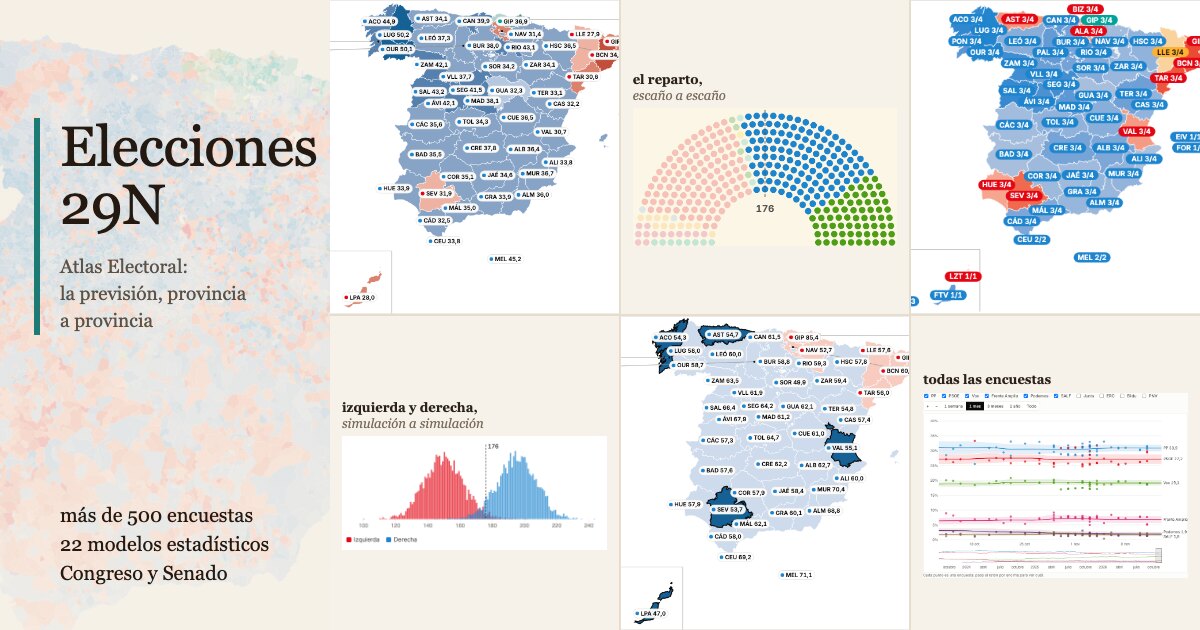 Elecciones
29N
Atlas Electoral:
la previsión, provincia
a provincia
más de 500 encuestas
22 modelos estadísticos
Congreso y Senado
ACO 44,9
AST 34,1
CAN 39,9
GIP 36,9
LUG 50,2
LEÓ 37,3
NAV 31,4
LLE 27,9
OUR 50,1
BUR 38,0
RIO 43,1
HSC 36,5
BCN 34,
ZAM 42,1
SOR 34,2
ZAR 34,1
VLL 37,7
TAR 30,6
SAL 43,2
SEG 41,5
GUA 32,3
TER 33,1
ÁVI 42,1
MAD 38,1
CAS 32,2
CÁC 35,6
TOL 34,3
CUE 36,5
VAL 30,7
BAD 35,5
CRE 37,8
ALB 36,4
ALI 33,8
COR 35,1
JAÉ 34,6
MUR 36,7
HUE 33,9
SEV 31,9
GRA 33,9
ALM 36,0
MÁL 35,0
CÁD 32,5
CEU 33,8
MEL 45,2
LPA 28,0
el reparto,
escaño a escaño
176
BIZ 3/4
ACO 3/4
AST 3/4
CAN 3/4
GIP 3/4
LUG 3/4
ALA 3/4
PON 3/4
LEÓ 3/4
BUR 3/4
NAV 3/4
HSC 3/4
OUR 3/4
PAL 3/4
RIO 3/4
LLE 3/4
ZAM 3/4
SOR 3/4
ZAR 3/4
BCN 3/
VLL 3/4
TAR 3/4
SEG 3/4
SAL 3/4
GUA 3/4
TER 3/4
ÁVI 3/4
MAD 3/4
CAS 3/4
CÁC 3/4
TOL 3/4
CUE 3/4
VAL 3/4
EIV 1/1
FOR 1/
BAD 3/4
CRE 3/4
ALB 3/4
ALI 3/4
COR 3/4
JAÉ 3/4
MUR 3/4
HUE 3/4
SEV 3/4
GRA 3/4
ALM 3/4
MÁL 3/4
CÁD 3/4
CEU 2/2
MEL 2/2
LZT 1/1
FTV 1/1
izquierda y derecha,
simulación a simulación
176
100
120
140
160
180
200
220
240
Izquierda
Derecha
ACO 54,3
AST 54,7
CAN 61,5
GIP 85,4
LUG 58,0
LEÓ 60,0
NAV 52,7
LLE 57,6
OUR 58,7
BUR 58,8
RIO 59,3
HSC 57,8
BCN 60,
ZAM 63,5
SOR 49,9
ZAR 59,4
VLL 61,9
TAR 56,0
SAL 66,4
SEG 64,2
GUA 62,1
TER 54,8
ÁVI 67,9
MAD 61,2
CAS 57,4
CÁC 57,3
TOL 64,7
CUE 61,0
VAL 55,1
BAD 57,6
CRE 62,2
ALB 62,7
ALI 60,0
COR 57,9
JAÉ 58,4
MUR 70,4
HUE 57,9
SEV 53,7
GRA 60,1
ALM 68,8
MÁL 62,1
CÁD 58,0
CEU 69,2
MEL 71,1
LPA 47,0
todas las encuestas
PP
PSOE
Vox
Frente Amplio
Podemos
SALF
Junts
ERC
Bildu
PNV
1 semana
1 mes
1 año
Todo